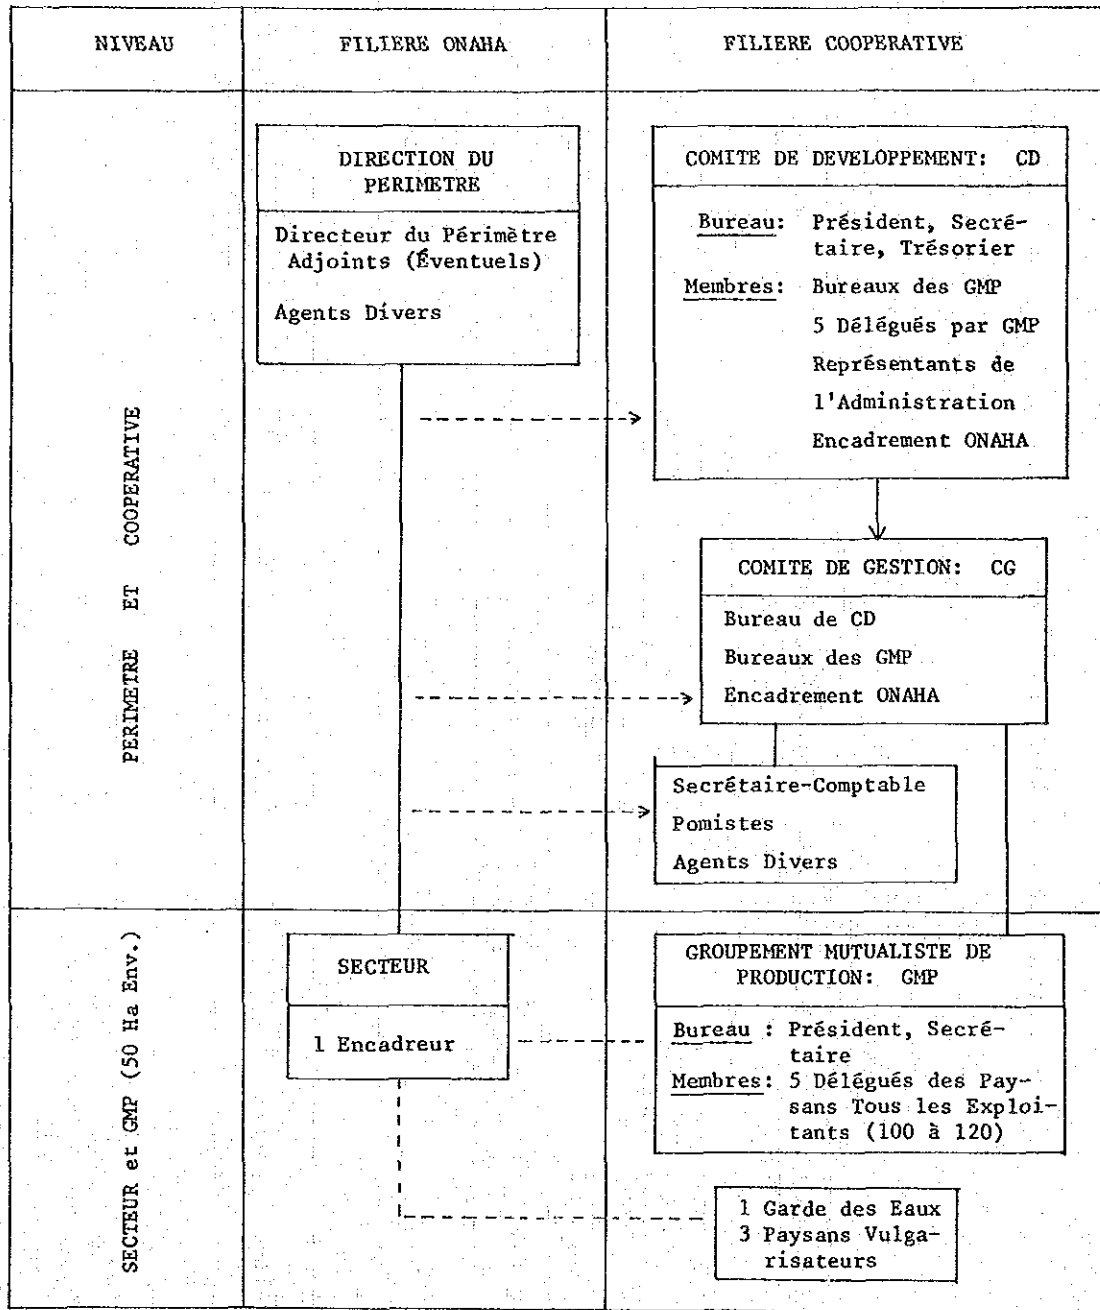 NIVEAU
FILIERE ONAHA
FILIERE COOPERATIVE
PERIMETRE ET COOPERATIVE
DIRECTION DU
PERIMETRE
Directeur du Périmètre
Adjoints (Éventuels)
Agents Divers
COMITE DE DEVELOPPEMENT: CD
Bureau: Président, Secré-
taire, Trésorier
Membres: Bureaux des GMP
5 Délégués par GMP
Représentants de
l'Administration
Encadrement ONAHA
COMITE DE GESTION: CG
Bureau de CD
Bureaux des GMP
Encadrement ONAHA
Secrétaire-Comptable
Pomistes
Agents Divers
SECTEUR et GMP (50 Ha Env.)
SECTEUR
1 Encadreur
GROUPEMENT MUTUALISTE DE
PRODUCTION: GMP
Bureau : Président, Secré-
taire
Membres: 5 Délégués des Pay-
sans Tous les Exploi-
tants (100 à 120)
1 Garde des Eaux
3 Paysans Vulga-
risateurs